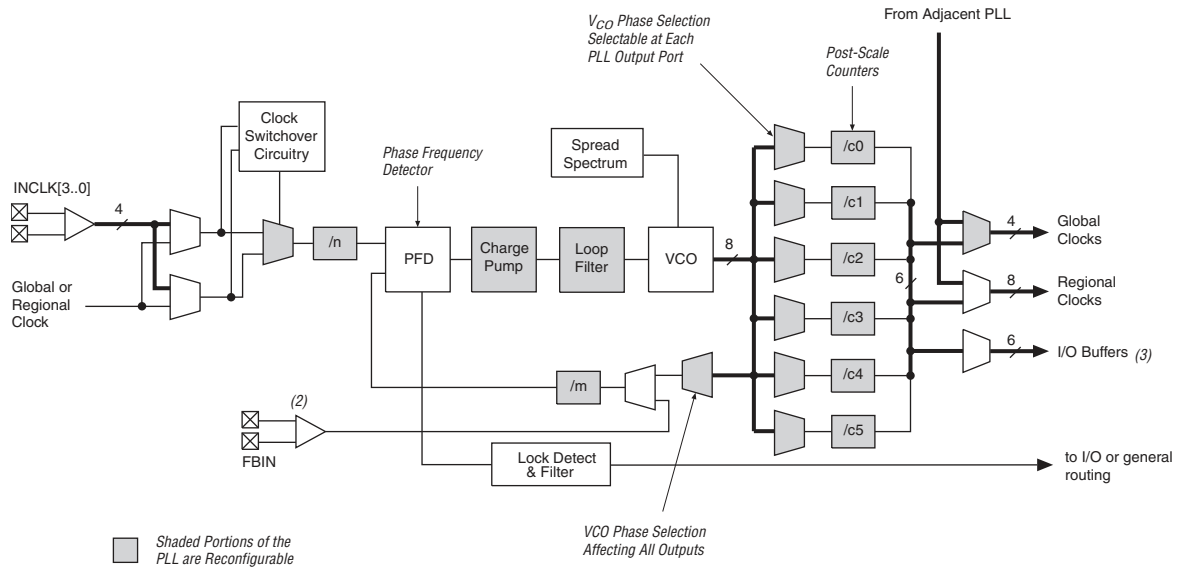 From Adjacent PLL
VCO Phase Selection
Selectable at Each
PLL Output Port
Post-Scale
Counters
Clock
Switchover
Circuitry
Phase Frequency
Detector
Spread
Spectrum
/c0
INCLK[3..0]
4
/c1
4
Global
Clocks
/n
PFD
Charge
Pump
Loop
Filter
VCO
8
/c2
6
8
Regional
Clocks
Global or
Regional
Clock
/c3
6
I/O Buffers (3)
/m
/c4
(2)
/c5
FBIN
Lock Detect
& Filter
to I/O or general
routing
VCO Phase Selection
Affecting All Outputs
Shaded Portions of the
PLL are Reconfigurable